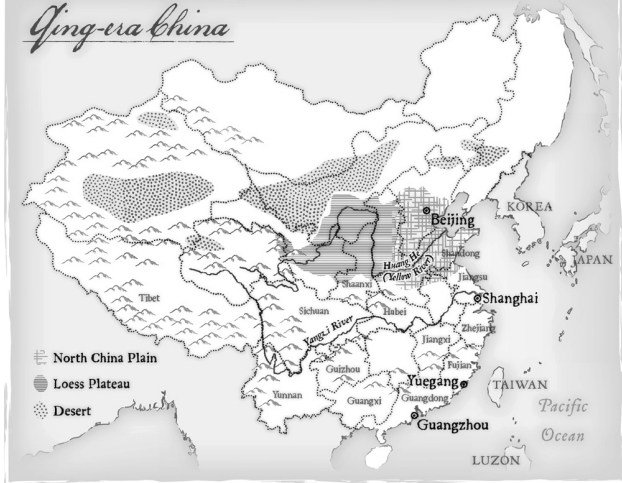 Qing-era China
KOREA
Beijing
JAPAN
Huang He
(Yellow River)
Shandong
Jiangsu
Shaanxi
Shanghai
Tibet
Sichuan
Hubei
Yangzi River
Zhejiang
Jiangxi
North China Plain
Guizhou
Fujian
Loess Plateau
Yuegang
TAIWAN
Yunnan
Guangxi
Guangdong
Desert
Pacific
Ocean
Guangzhou
LUZON